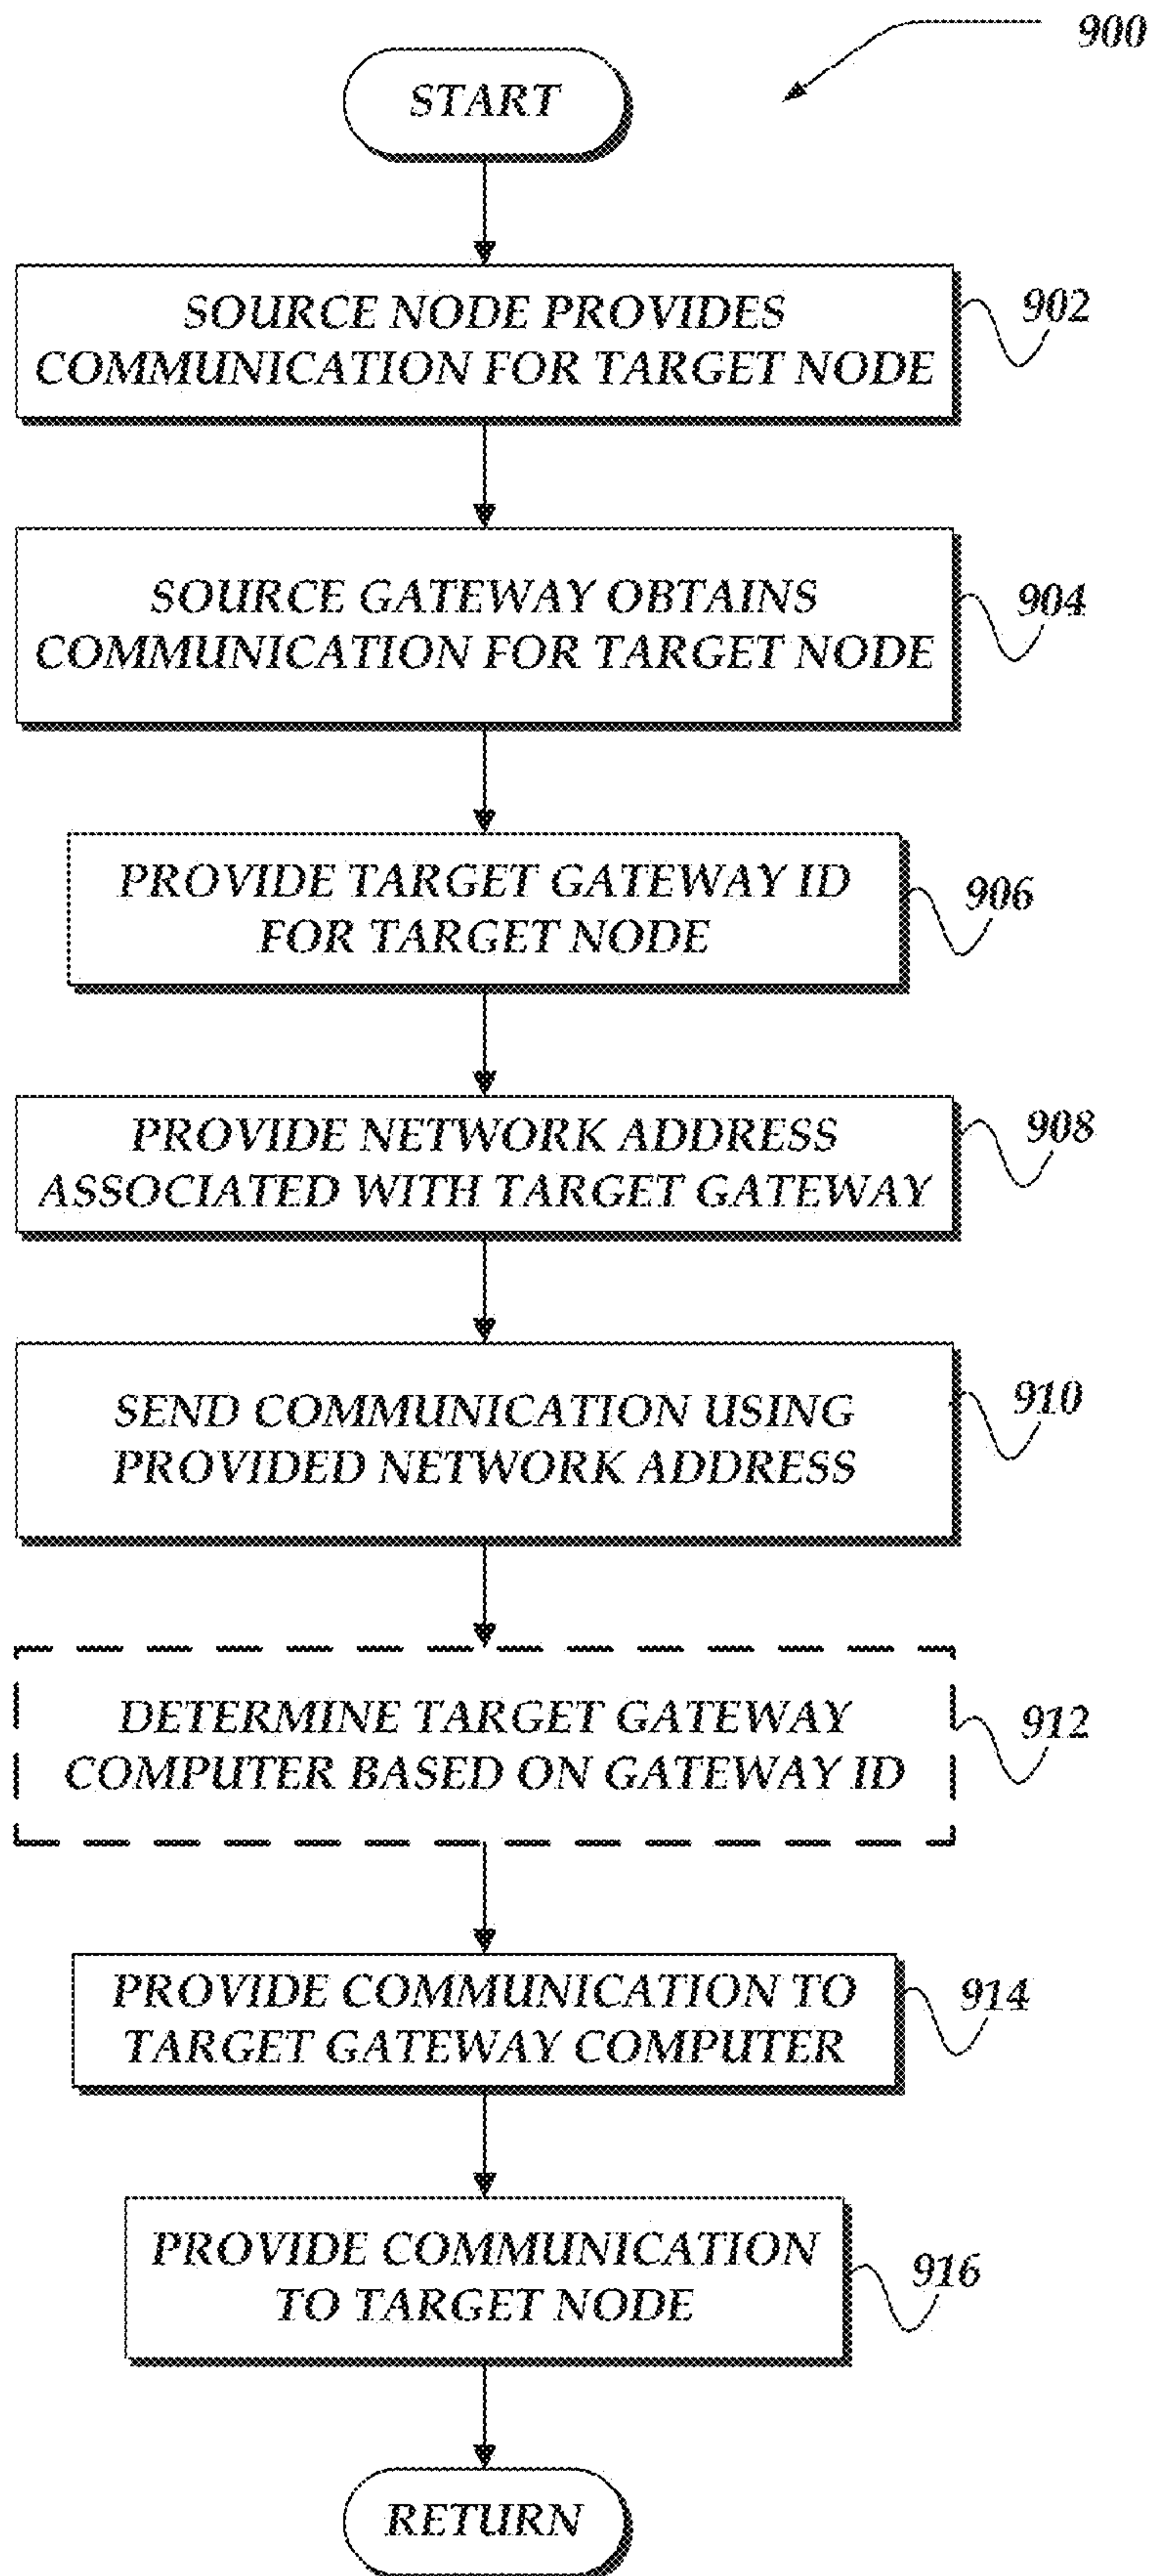 900
START
SOURCE NODE PROVIDES
COMMUNICATION FOR TARGET NODE
902
SOURCE GATEWAY OBTAINS
COMMUNICATION FOR TARGET NODE
904
PROVIDE TARGET GATEWAY ID
FOR TARGET NODE
906
PROVIDE NETWORK ADDRESS
ASSOCIATED WITH TARGET GATEWAY
908
SEND COMMUNICATION USING
PROVIDED NETWORK ADDRESS
910
DETERMINE TARGET GATEWAY
COMPUTER BASED ON GATEWAY ID
912
PROVIDE COMMUNICATION TO
TARGET GATEWAY COMPUTER
914
PROVIDE COMMUNICATION
TO TARGET NODE
916
RETURN